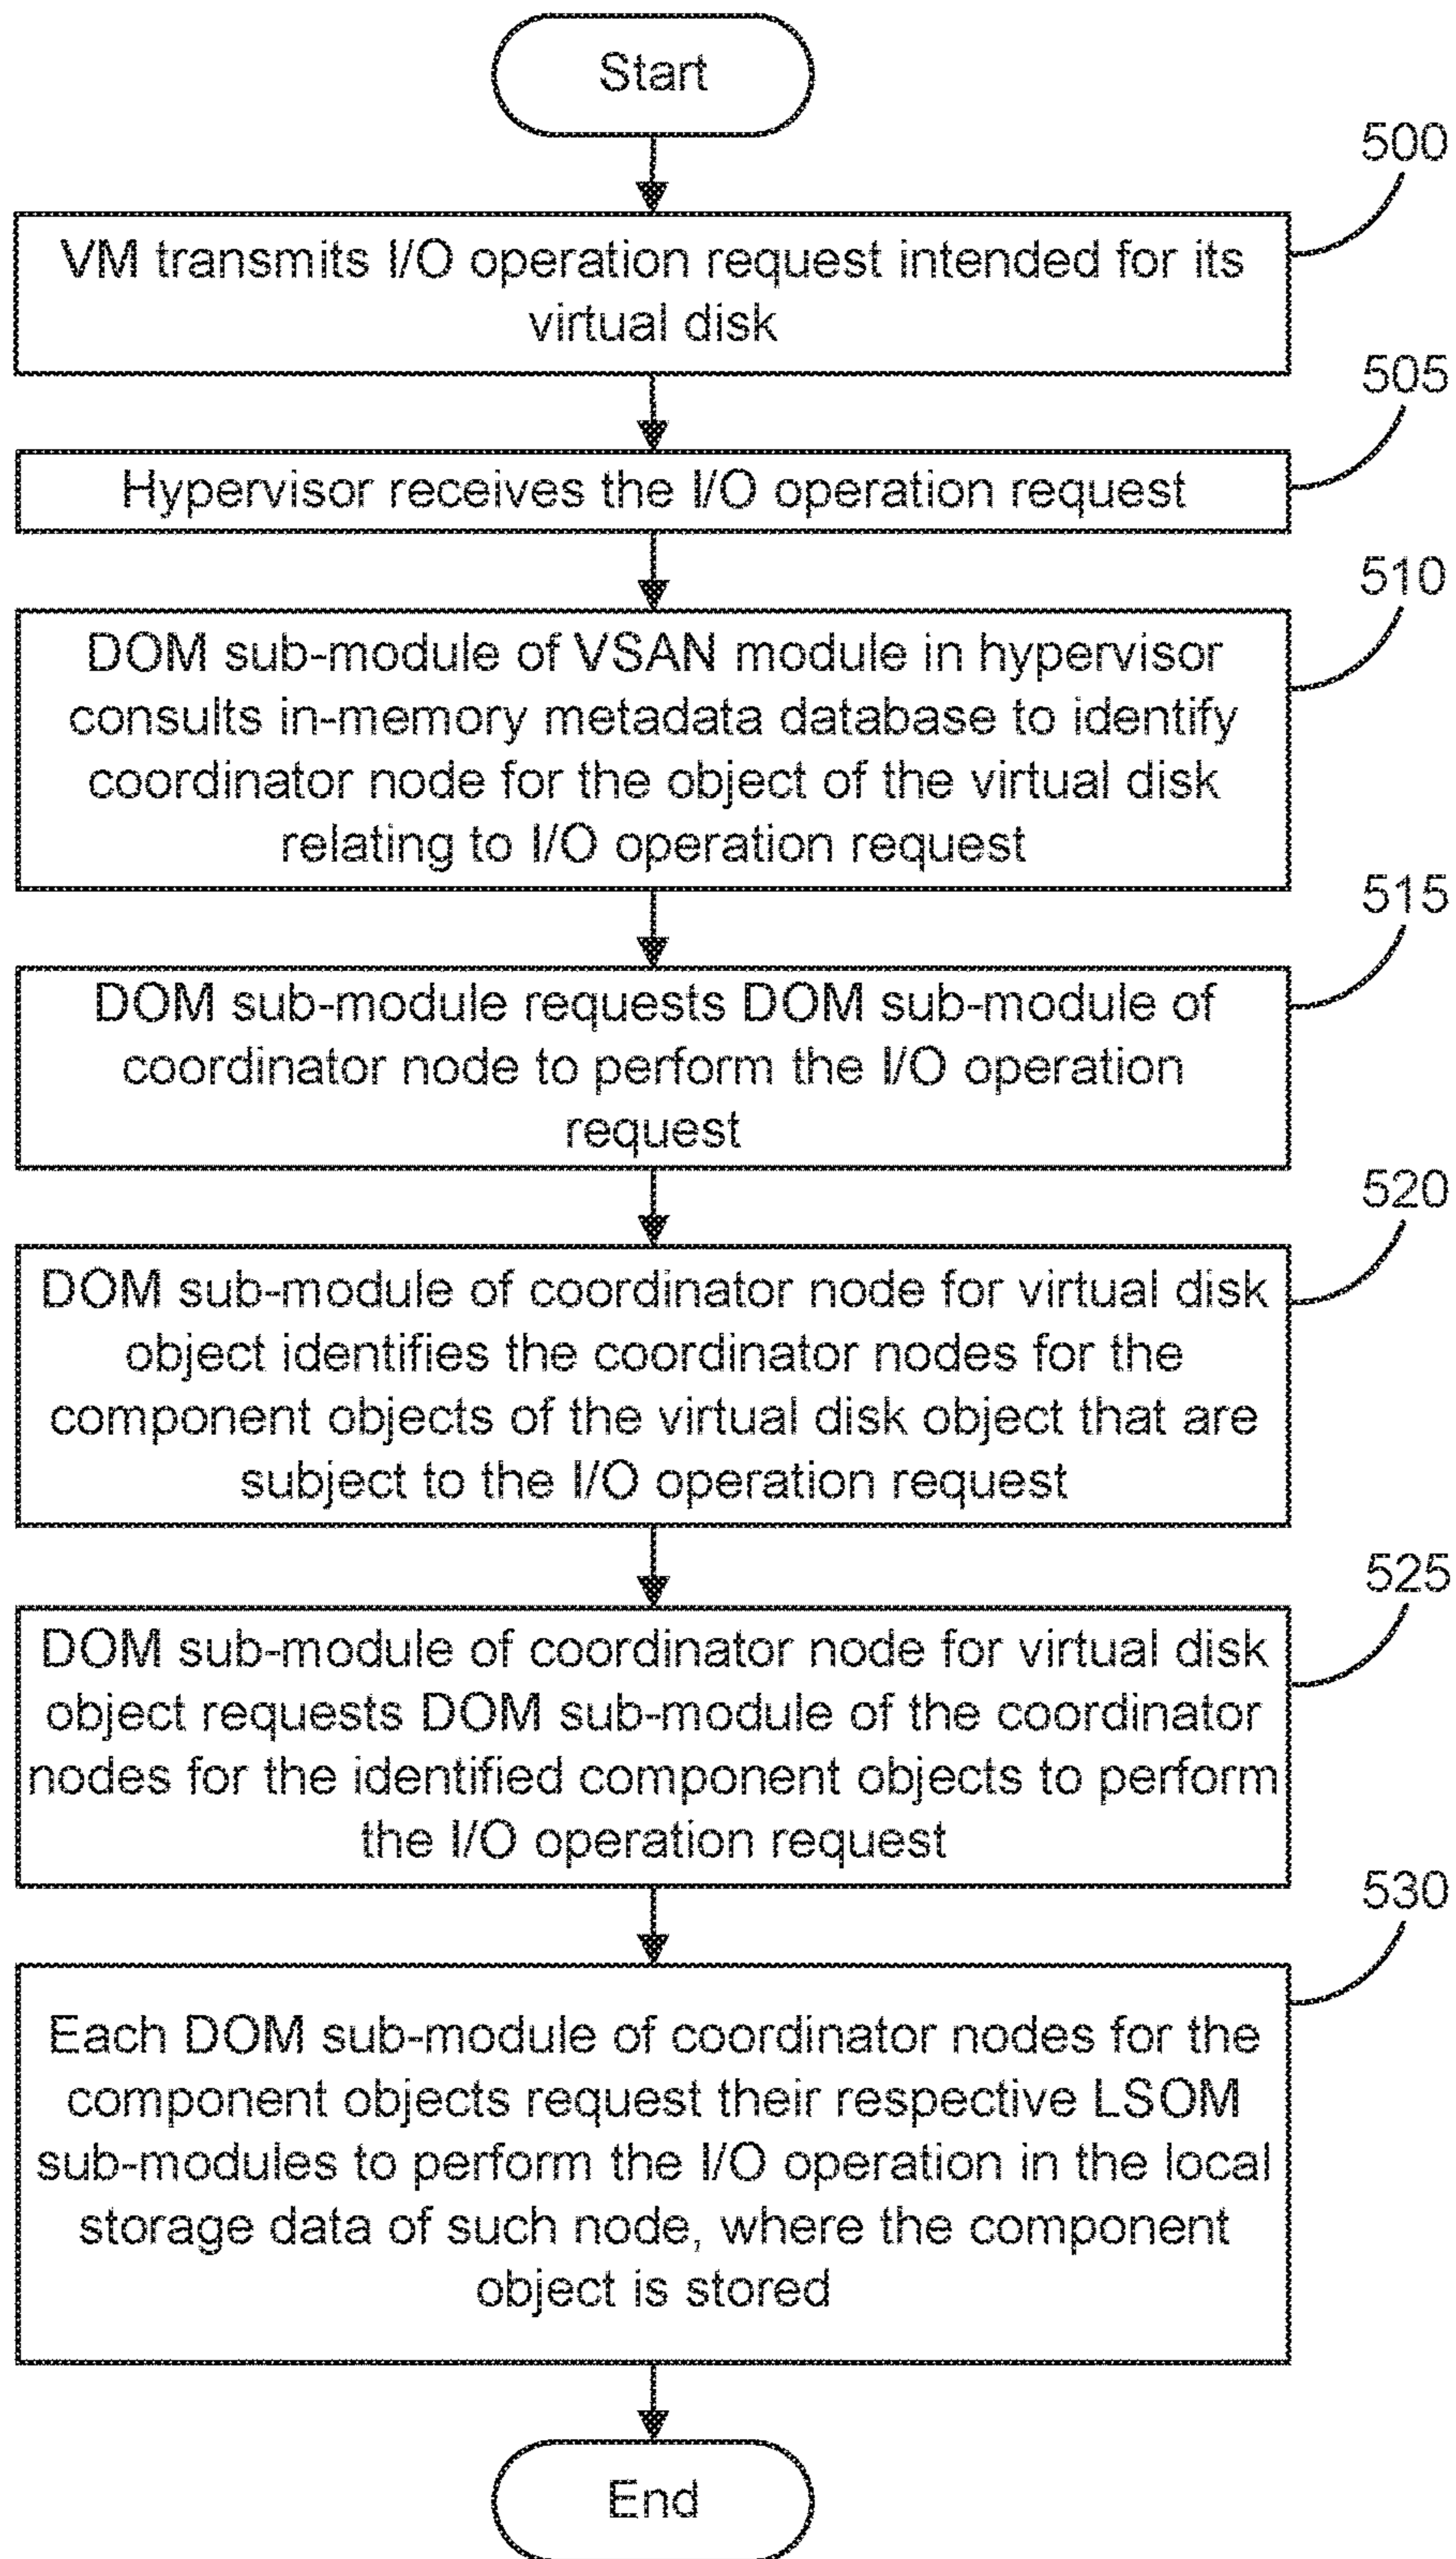 Start
500
VM transmits I/O operation request intended for its
virtual disk
505
Hypervisor receives the I/O operation request
510
DOM sub-module of VSAN module in hypervisor
consults in-memory metadata database to identify
coordinator node for the object of the virtual disk
relating to I/O operation request
515
DOM sub-module requests DOM sub-module of
coordinator node to perform the I/O operation
request
520
DOM sub-module of coordinator node for virtual disk
object identifies the coordinator nodes for the
component objects of the virtual disk object that are
subject to the I/O operation request
525
DOM sub-module of coordinator node for virtual disk
object requests DOM sub-module of the coordinator
nodes for the identified component objects to perform
the I/O operation request
530
Each DOM sub-module of coordinator nodes for the
component objects request their respective LSOM
sub-modules to perform the I/O operation in the local
storage data of such node, where the component
object is stored
End